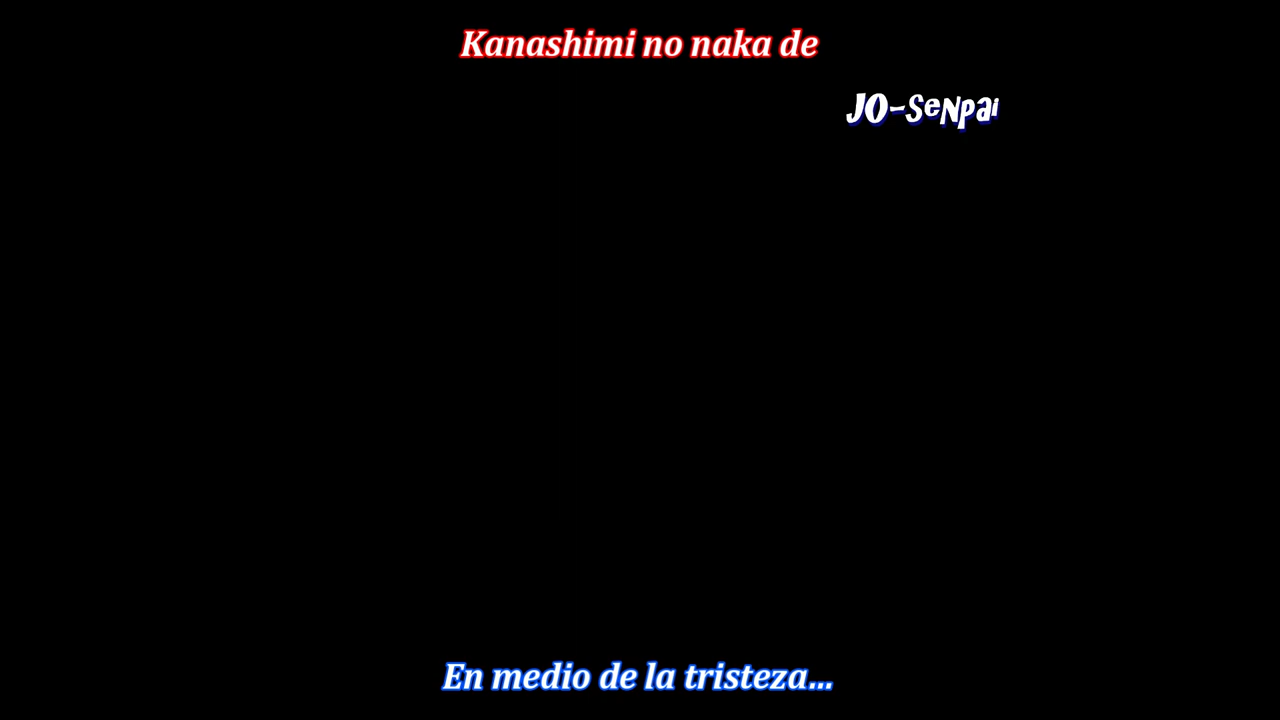 Kanashimi no naka de
JO-SeNpai
En medio de la tristeza...